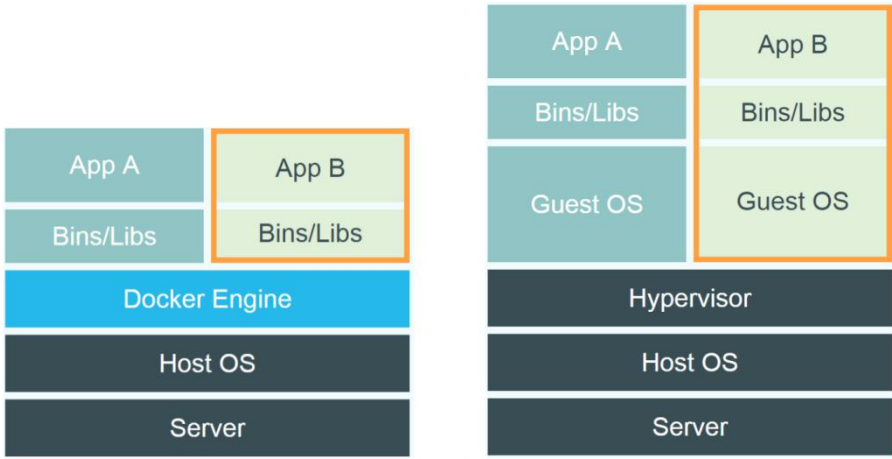 App A
App B
Bins/Libs
Bins/Libs
Docker Engine
Host OS
Server
App A
App B
Bins/Libs
Bins/Libs
Guest OS
Guest OS
Hypervisor
Host OS
Server